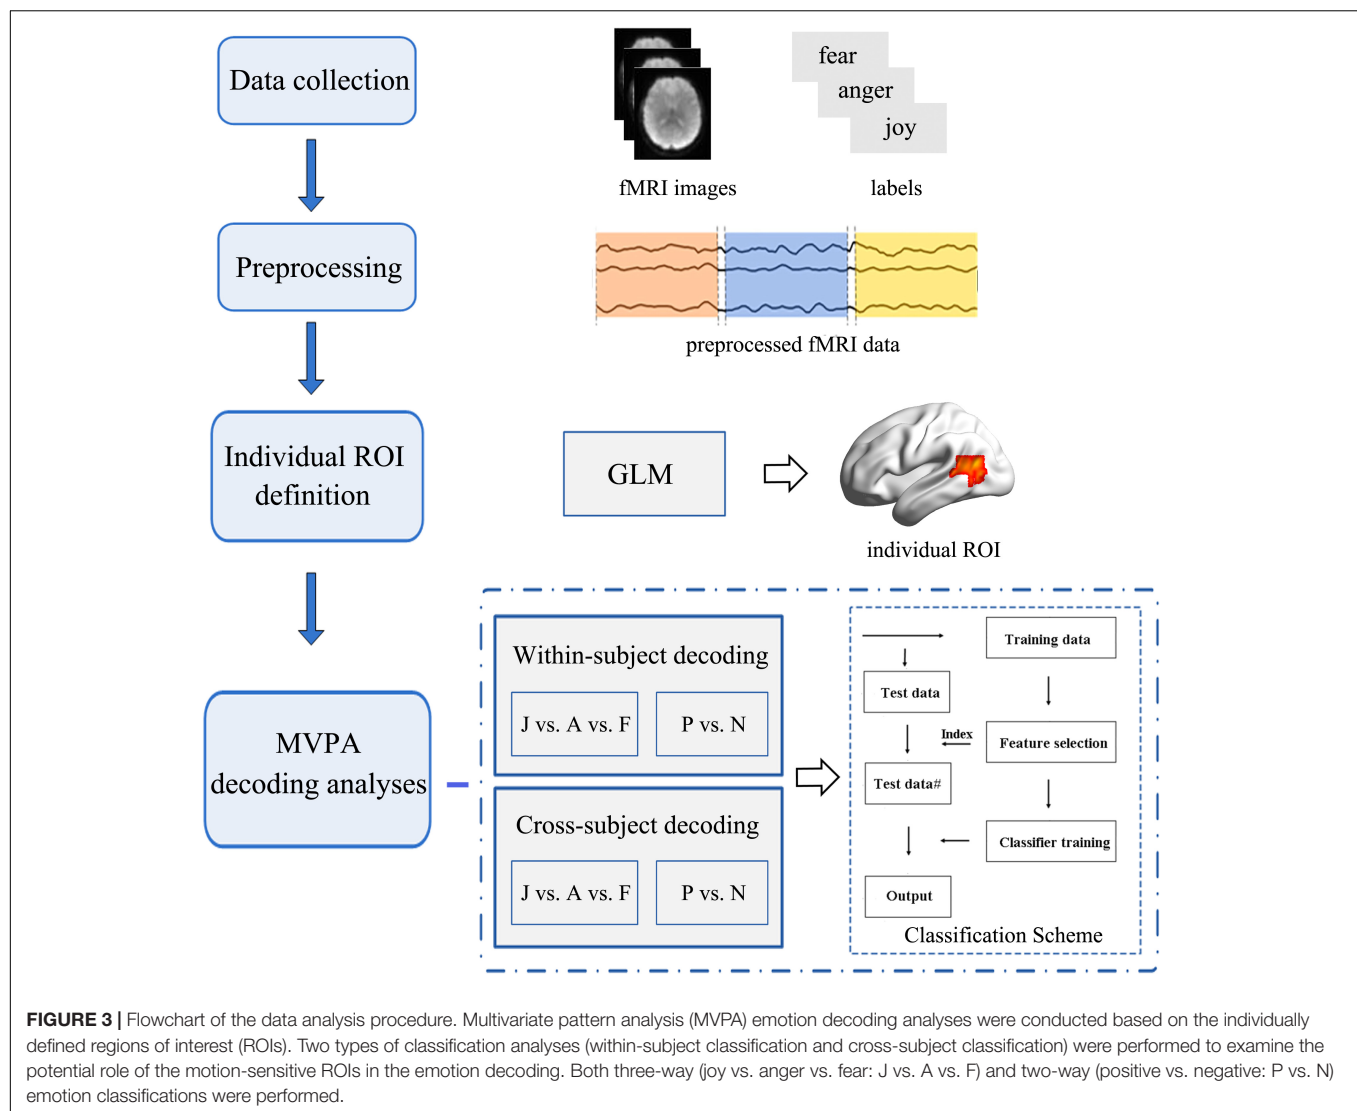 Data collection
fear
anger
joy
fMRI images
labels
Preprocessing
preprocessed fMRI data
Individual ROI
definition
GLM
individual ROI
MVPA
decoding analyses
Within-subject decoding
J vs. A vs. F
P vs. N
Cross-subject decoding
J vs. A vs. F
P vs. N
Training data
Test data
Index
Feature selection
Test data#
Classifier training
Output
Classification Scheme
FIGURE 3 | Flowchart of the data analysis procedure. Multivariate pattern analysis (MVPA) emotion decoding analyses were conducted based on the individually
defined regions of interest (ROIs). Two types of classification analyses (within-subject classification and cross-subject classification) were performed to examine the
potential role of the motion-sensitive ROIs in the emotion decoding. Both three-way (joy vs. anger vs. fear: J vs. A vs. F) and two-way (positive vs. negative: P vs. N)
emotion classifications were performed.